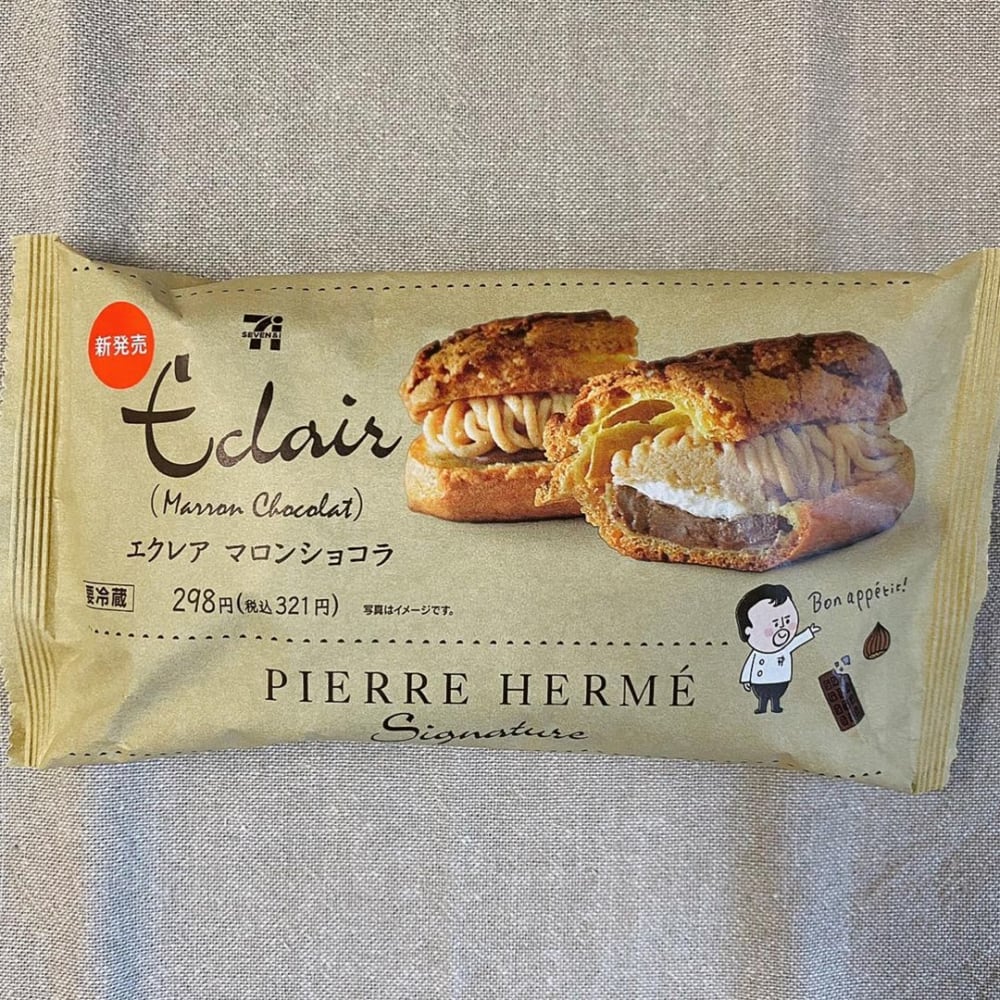 新発売
7i
SEVEN&i
Éclair
(Marron Chocolat)
エクレア マロンショコラ
要冷蔵
298円(税込321円)
写真はイメージです。
Bon appétit!
PIERRE HERMÉ
Signature